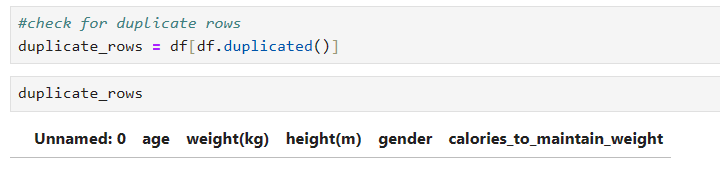 #check for duplicate rows
duplicate_rows = df[df.duplicated()]
duplicate_rows
Unnamed: 0 age weight(kg) height(m) gender calories_to_maintain_weight